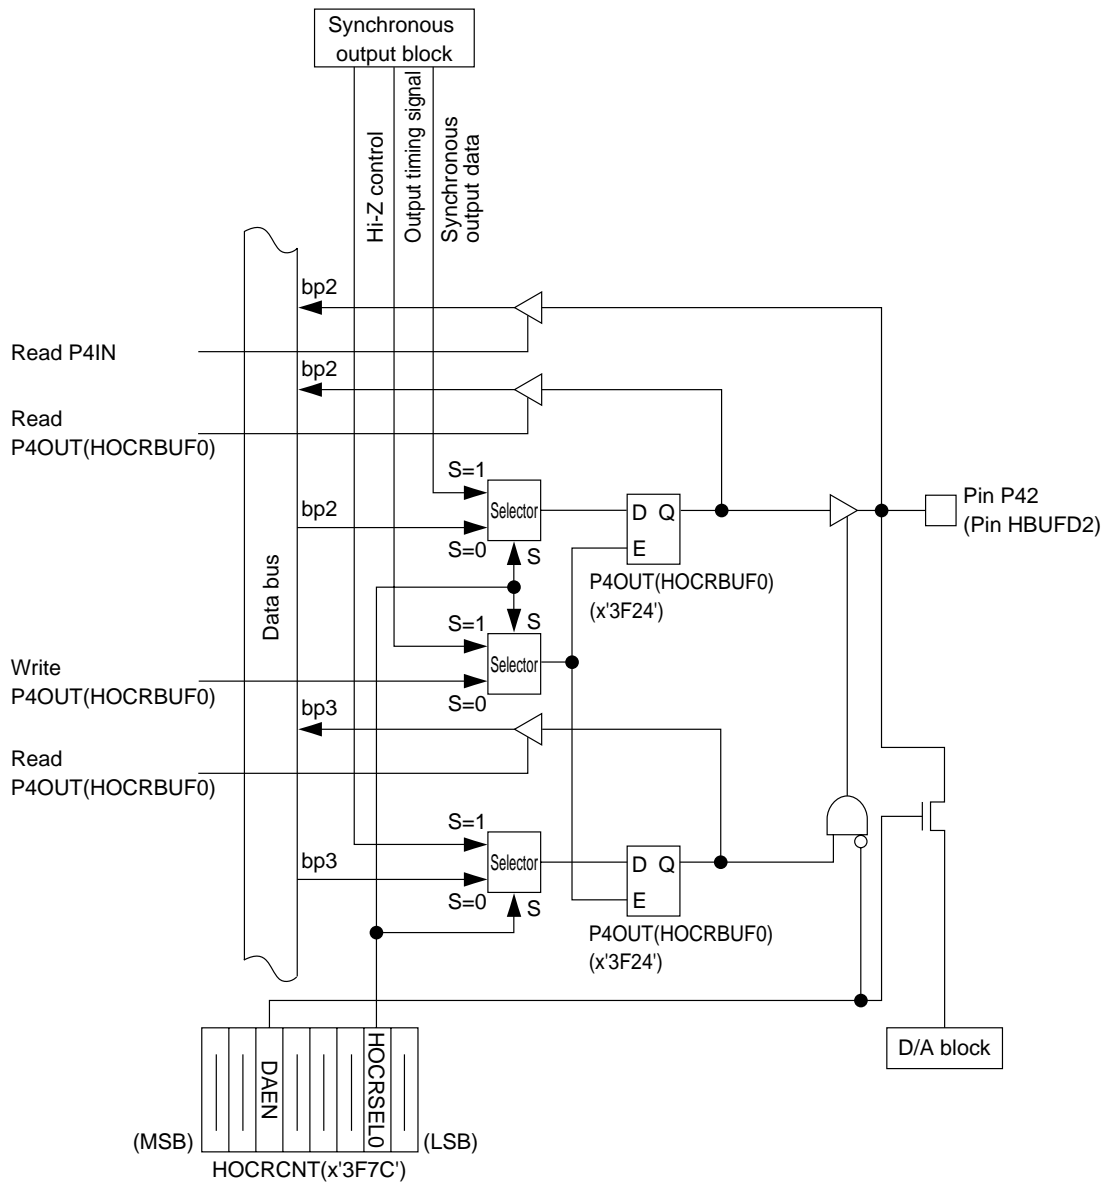 Synchronous
output block
Hi-Z control
Output timing signal
Synchronous
output data
bp2
Read P4IN
bp2
Read
P4OUT(HOCRBUF0)
S=1
bp2
Selector
S=0
S
D Q
E
P4OUT(HOCRBUF0)
(x'3F24')
Pin P42
(Pin HBUFD2)
Data bus
S=1
S
Selector
S=0
Write
P4OUT(HOCRBUF0)
bp3
Read
P4OUT(HOCRBUF0)
S=1
bp3
Selector
S=0
S
D Q
E
P4OUT(HOCRBUF0)
(x'3F24')
D/A block
DAEN
HOCRSEL0
(MSB)
(LSB)
HOCRCNT(x'3F7C')